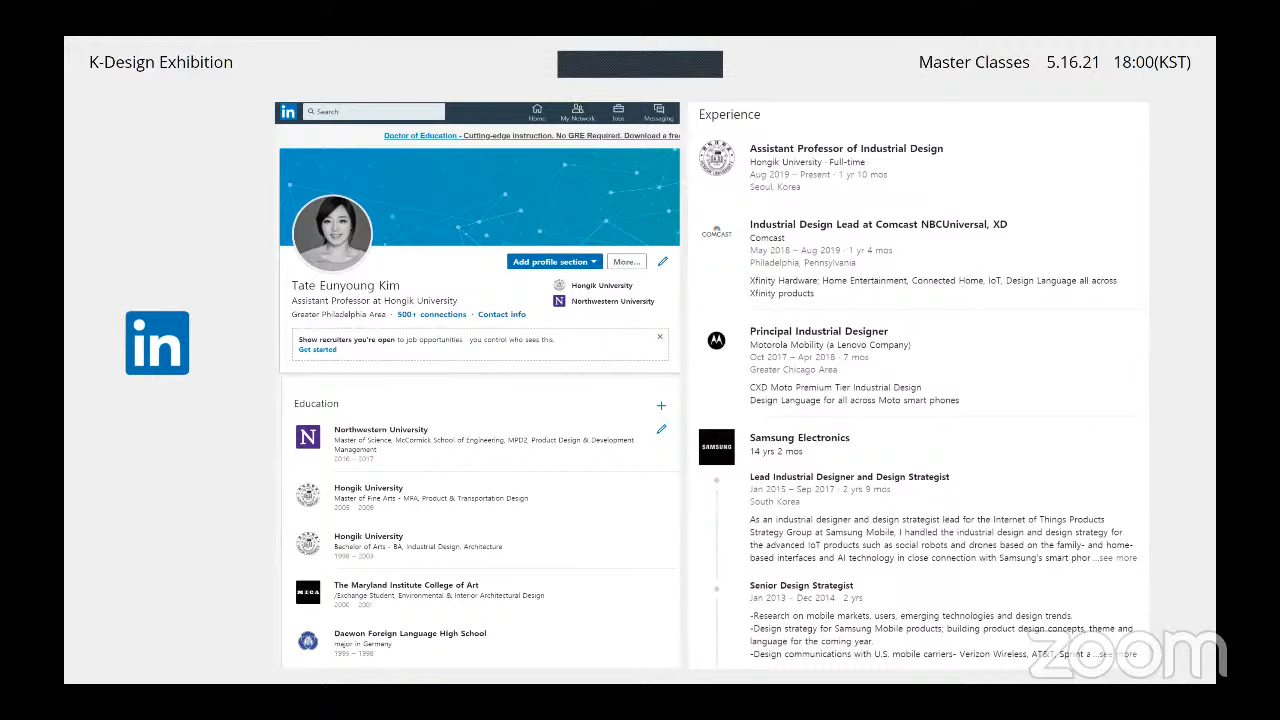 K-Design Exhibition
Master Classes 5.16.21 18:00(KST)
in
in Search
Home My Network Jobs Messaging
Doctor of Education - Cutting-edge instruction. No GRE Required. Download a free
Add profile section More...
Tate Eunyoung Kim
Assistant Professor at Hongik University
Greater Philadelphia Area · 500+ connections · Contact info
Hongik University
N Northwestern University
Show recruiters you're open to job opportunities you control who sees this.
Get started
Education
N
Northwestern University
Master of Science, McCormick School of Engineering, MPD2, Product Design & Development
Management
2016 – 2017
Hongik University
Master of Fine Arts - MFA, Product & Transportation Design
2005 – 2009
Hongik University
Bachelor of Arts - BA, Industrial Design, Architecture
1998 – 2003
MICA
The Maryland Institute College of Art
/Exchange Student, Environmental & Interior Architectural Design
2000 – 2001
Daewon Foreign Language High School
major in Germany
1995 – 1998
Experience
Assistant Professor of Industrial Design
Hongik University · Full-time
Aug 2019 – Present · 1 yr 10 mos
Seoul, Korea
COMCAST
Industrial Design Lead at Comcast NBCUniversal, XD
Comcast
May 2018 – Aug 2019 · 1 yr 4 mos
Philadelphia, Pennsylvania
Xfinity Hardware; Home Entertainment, Connected Home, IoT, Design Language all across
Xfinity products
Principal Industrial Designer
Motorola Mobility (a Lenovo Company)
Oct 2017 – Apr 2018 · 7 mos
Greater Chicago Area
CXD Moto Premium Tier Industrial Design
Design Language for all across Moto smart phones
SAMSUNG
Samsung Electronics
14 yrs 2 mos
Lead Industrial Designer and Design Strategist
Jan 2015 – Sep 2017 · 2 yrs 9 mos
South Korea
As an industrial designer and design strategist lead for the Internet of Things Products
Strategy Group at Samsung Mobile, I handled the industrial design and design strategy for
the advanced IoT products such as social robots and drones based on the family- and home-
based interfaces and AI technology in close connection with Samsung's smart phor ...see more
Senior Design Strategist
Jan 2013 – Dec 2014 · 2 yrs
-Research on mobile markets, users, emerging technologies and design trends.
-Design strategy for Samsung Mobile products; building product design concepts, theme and
language for the coming year.
-Design communications with U.S. mobile carriers- Verizon Wireless, AT&T, Sprint a ...see more
zoom